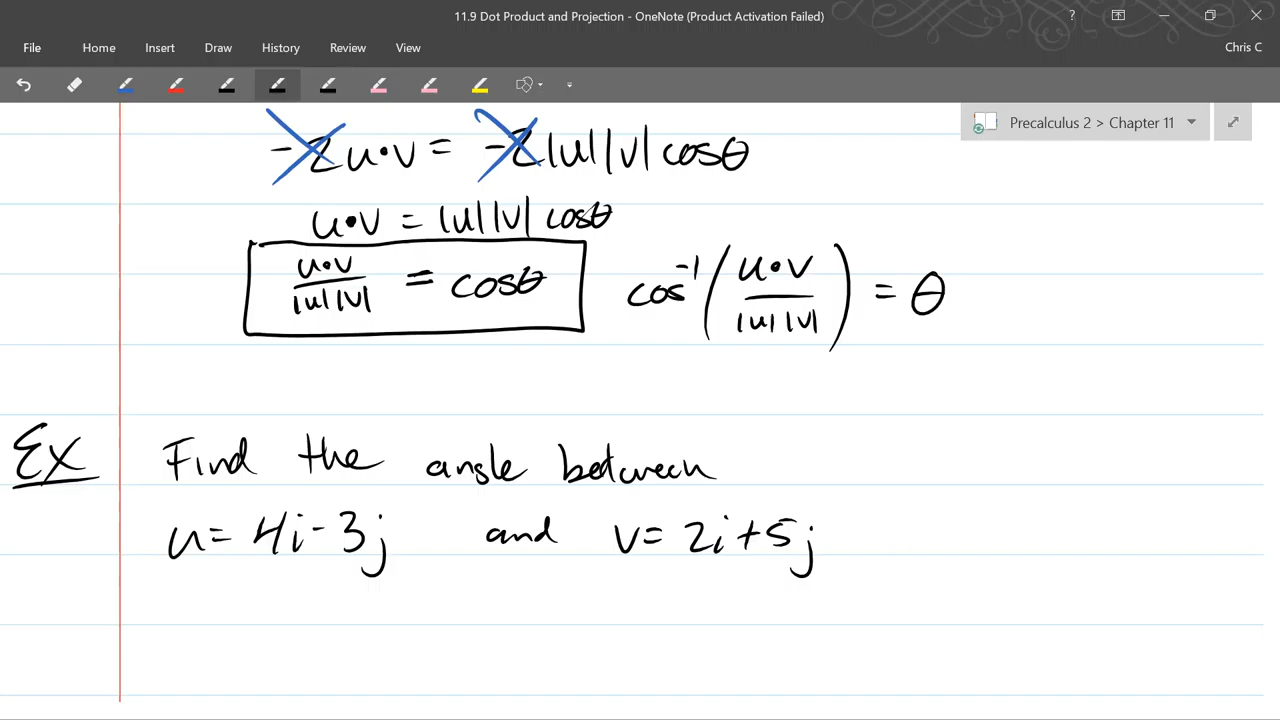 11.9 Dot Product and Projection - OneNote (Product Activation Failed)
?
File Home Insert Draw History Review View Chris C
Precalculus 2 > Chapter 11
-2u•v = -2|u||v|cosθ
u•v = |u||v| cosθ
u•v/|u||v| = cosθ cos⁻¹(u•v/|u||v|) = θ
Ex Find the angle between
u= 4i-3j and v= 2i+5j